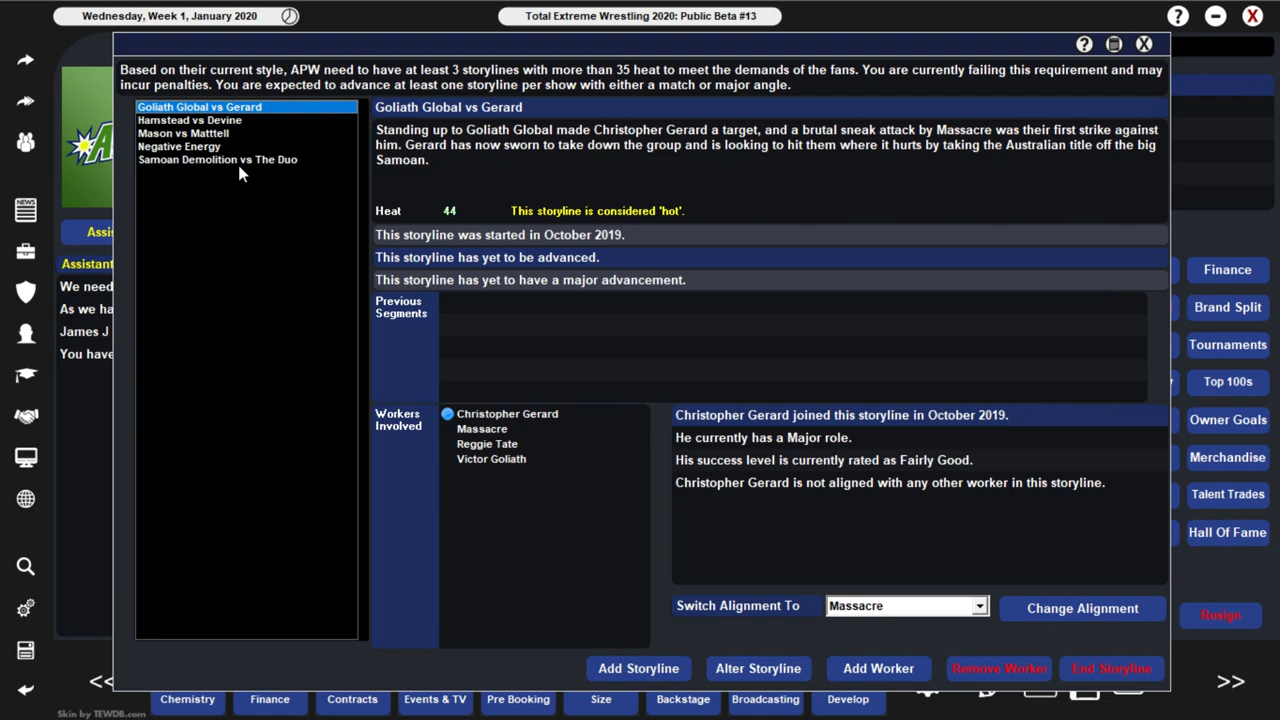 Wednesday, Week 1, January 2020
Total Extreme Wrestling 2020: Public Beta #13
Based on their current style, APW need to have at least 3 storylines with more than 35 heat to meet the demands of the fans. You are currently failing this requirement and may
incur penalties. You are expected to advance at least one storyline per show with either a match or major angle.
Goliath Global vs Gerard
Hamstead vs Devine
Mason vs Matttell
Negative Energy
Samoan Demolition vs The Duo
Goliath Global vs Gerard
Standing up to Goliath Global made Christopher Gerard a target, and a brutal sneak attack by Massacre was their first strike against
him. Gerard has now sworn to take down the group and is looking to hit them where it hurts by taking the Australian title off the big
Samoan.
Heat 44 This storyline is considered 'hot'.
This storyline was started in October 2019.
This storyline has yet to be advanced.
This storyline has yet to have a major advancement.
Previous
Segments
Workers
Involved
Christopher Gerard
Massacre
Reggie Tate
Victor Goliath
Christopher Gerard joined this storyline in October 2019.
He currently has a Major role.
His success level is currently rated as Fairly Good.
Christopher Gerard is not aligned with any other worker in this storyline.
Switch Alignment To Massacre Change Alignment
Add Storyline Alter Storyline Add Worker Remove Worker End Storyline
NEWS
Assis
Assistant
We need
As we ha
James J
You have
Finance
Brand Split
Tournaments
Top 100s
Owner Goals
Merchandise
Talent Trades
Hall Of Fame
Resign
<< >>
Chemistry Finance Contracts Events & TV Pre Booking Size Backstage Broadcasting Develop
Skin by TEWDB.com